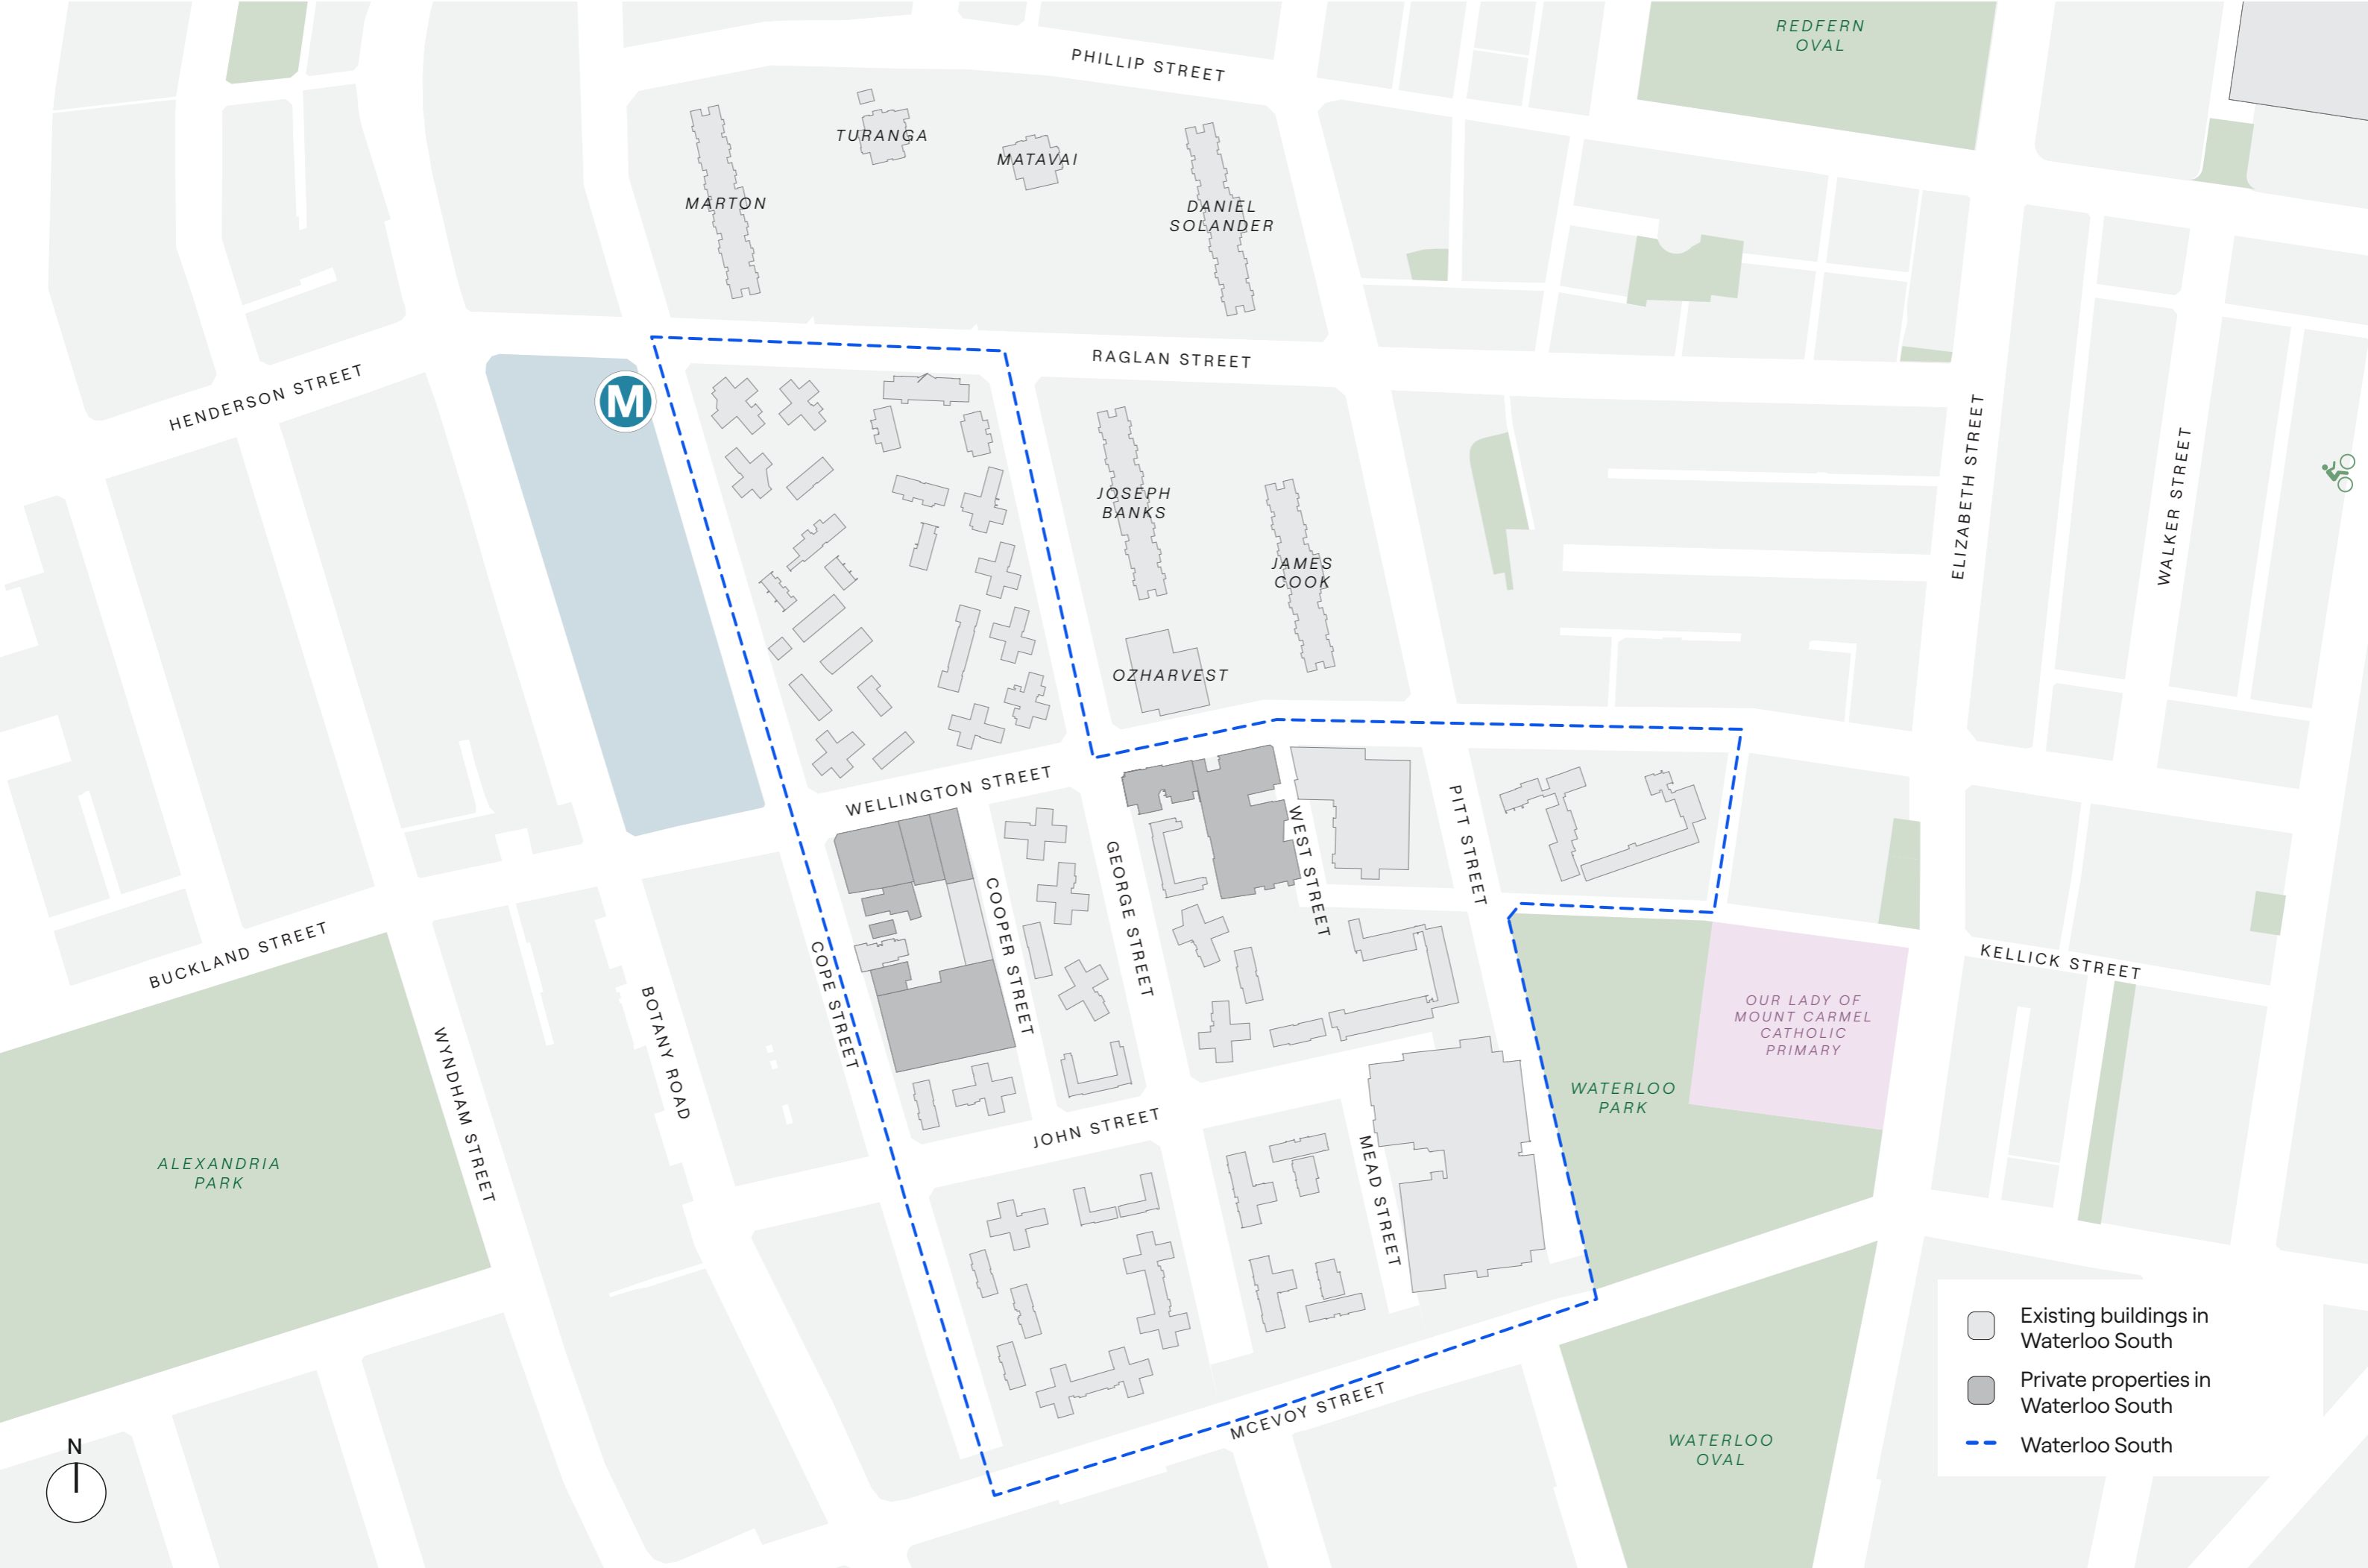 REDFERN
OVAL
PHILLIP STREET
TURANGA
MATAVAI
MARTON
DANIEL
SOLANDER
RAGLAN STREET
HENDERSON STREET
M
ELIZABETH STREET
WALKER STREET
JOSEPH
BANKS
JAMES
COOK
OZHARVEST
WELLINGTON STREET
PITT STREET
WEST STREET
GEORGE STREET
COOPER STREET
COPE STREET
BUCKLAND STREET
BOTANY ROAD
WYNDHAM STREET
KELLICK STREET
OUR LADY OF
MOUNT CARMEL
CATHOLIC
PRIMARY
WATERLOO
PARK
JOHN STREET
MEAD STREET
ALEXANDRIA
PARK
MCEVOY STREET
WATERLOO
OVAL
N
Existing buildings in
Waterloo South
Private properties in
Waterloo South
Waterloo South